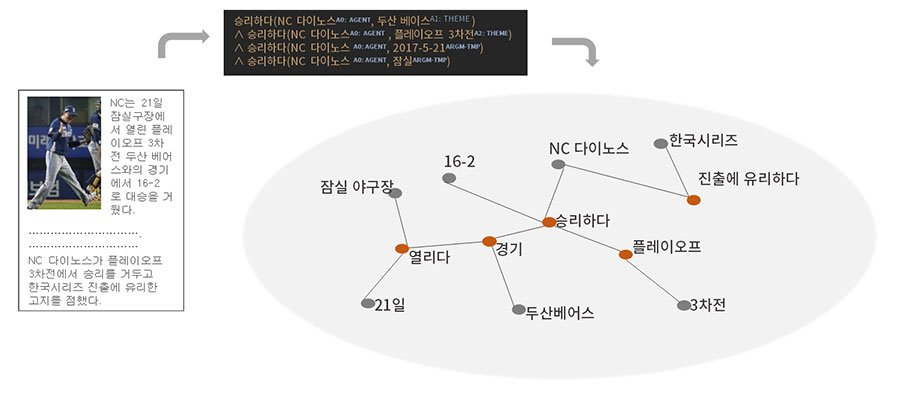 승리하다(NC 다이노스A0: AGENT, 두산 베이스A1: THEME )
∧ 승리하다(NC 다이노스A0: AGENT , 플레이오프 3차전A2: THEME)
∧ 승리하다(NC 다이노스 A0: AGENT, 2017-5-21ARGM-TMP)
∧ 승리하다(NC 다이노스 A0: AGENT, 잠실ARGM-TMP)
NC는 21일
잠실구장에
서 열린 플레
이오프 3차
전 두산 베어
스와의 경기
에서 16-2
로 대승을 거
뒀다.
..............................
..............................
NC 다이노스가 플레이오프
3차전에서 승리를 거두고
한국시리즈 진출에 유리한
고지를 점했다.
한국시리즈
NC 다이노스
16-2
진출에 유리하다
잠실 야구장
승리하다
플레이오프
경기
열리다
21일
두산베어스
3차전